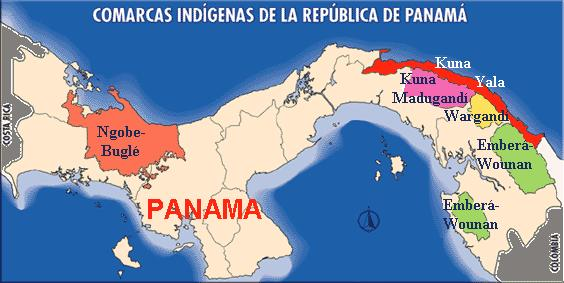 COMARCAS INDÍGENAS DE LA REPÚBLICA DE PANAMÁ
COSTA RICA
Kuna
Yala
Kuna
Madugandí
Wargandí
Ngobe-
Buglé
Emberá-
Wounan
Emberá-
Wounan
PANAMA
COLOMBIA